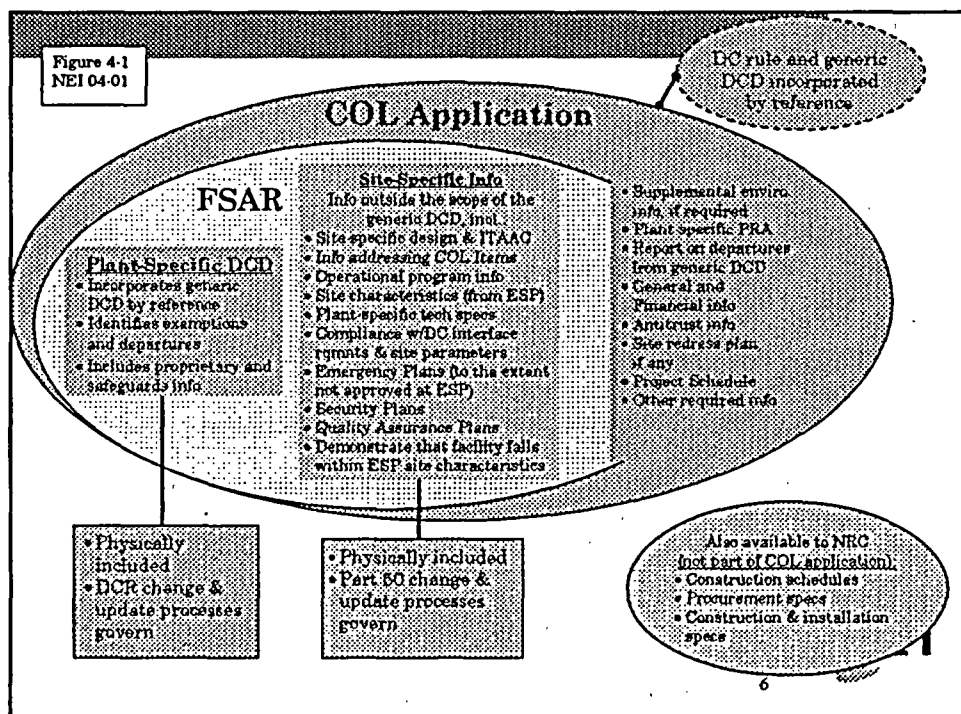 Figure 4-1
NEI 04-01
DC rule and generic
DCD incorporated
by reference
COL Application
FSAR
Plant-Specific DCD
• Incorporates generic
DCD by reference
• Identifies exemptions
and departures
• Includes proprietary and
safeguards info
Site-Specific Info
Info outside the scope of the
generic DCD, incl.
• Site specific design & ITAAC
• Info addressing COL Items
• Operational program info
• Site characteristics (from ESP)
• Plant-specific tech specs
• Compliance w/DC interface
rqmnts & site parameters
• Emergency Plans (to the extent
not approved at ESP)
• Security Plans
• Quality Assurance Plans
• Demonstrate that facility falls
within ESP site characteristics
• Supplemental enviro
info, if required
• Plant specific PRA
• Report on departures
from generic DCD
• General and
Financial info
• Antitrust info
• Site redress plan,
if any
• Project Schedule
• Other required info
• Physically
included
• DCR change &
update processes
govern
• Physically included
• Part 50 change &
update processes
govern
Also available to NRC
(not part of COL application):
• Construction schedules
• Procurement specs
• Construction & installation
specs
6